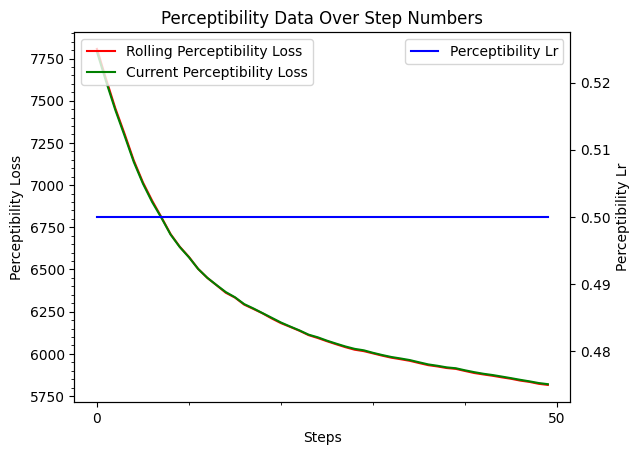 Perceptibility Data Over Step Numbers
Rolling Perceptibility Loss
Current Perceptibility Loss
Perceptibility Lr
Perceptibility Loss
7750
7500
7250
7000
6750
6500
6250
6000
5750
0.52
0.51
0.50
0.49
0.48
Perceptibility Lr
0
50
Steps